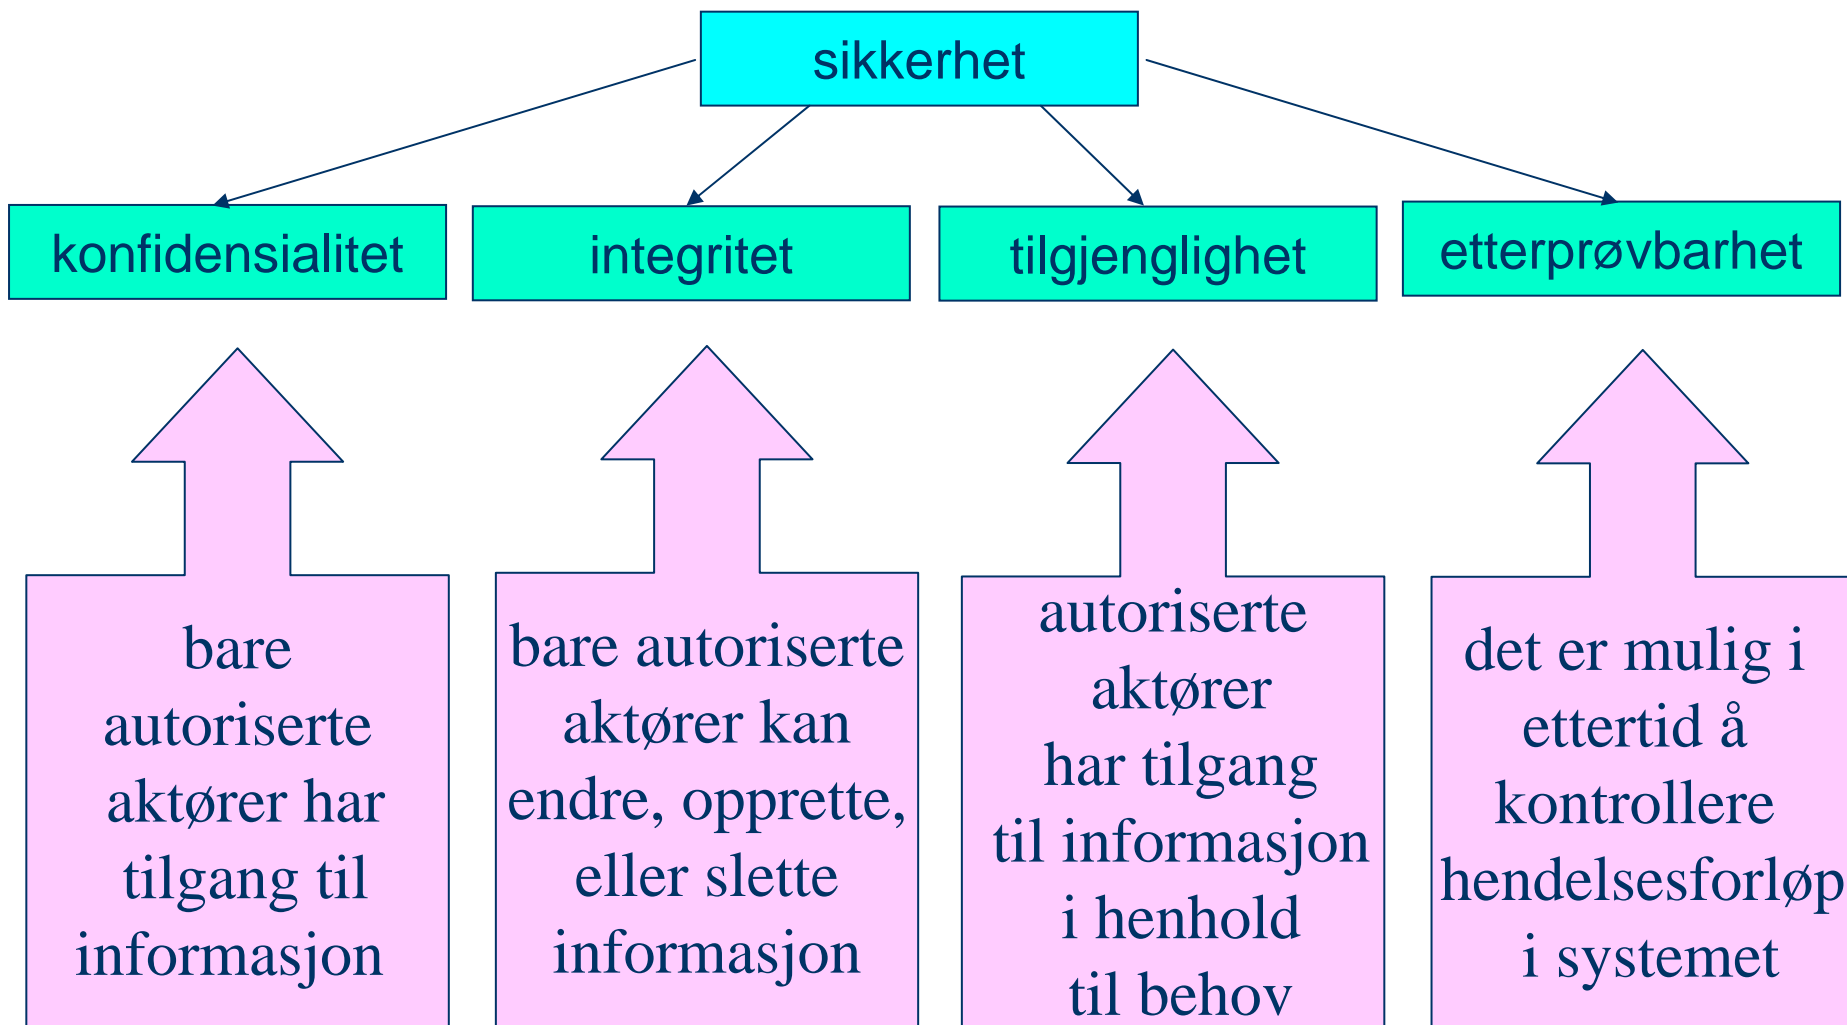 sikkerhet
konfidensialitet
integritet
tilgjenglighet
etterprøvbarhet
bare
autoriserte
aktører har
tilgang til
informasjon
bare autoriserte
aktører kan
endre, opprette,
eller slette
informasjon
autoriserte
aktører
har tilgang
til informasjon
i henhold
til behov
det er mulig i
ettertid å
kontrollere
hendelsesforløp
i systemet